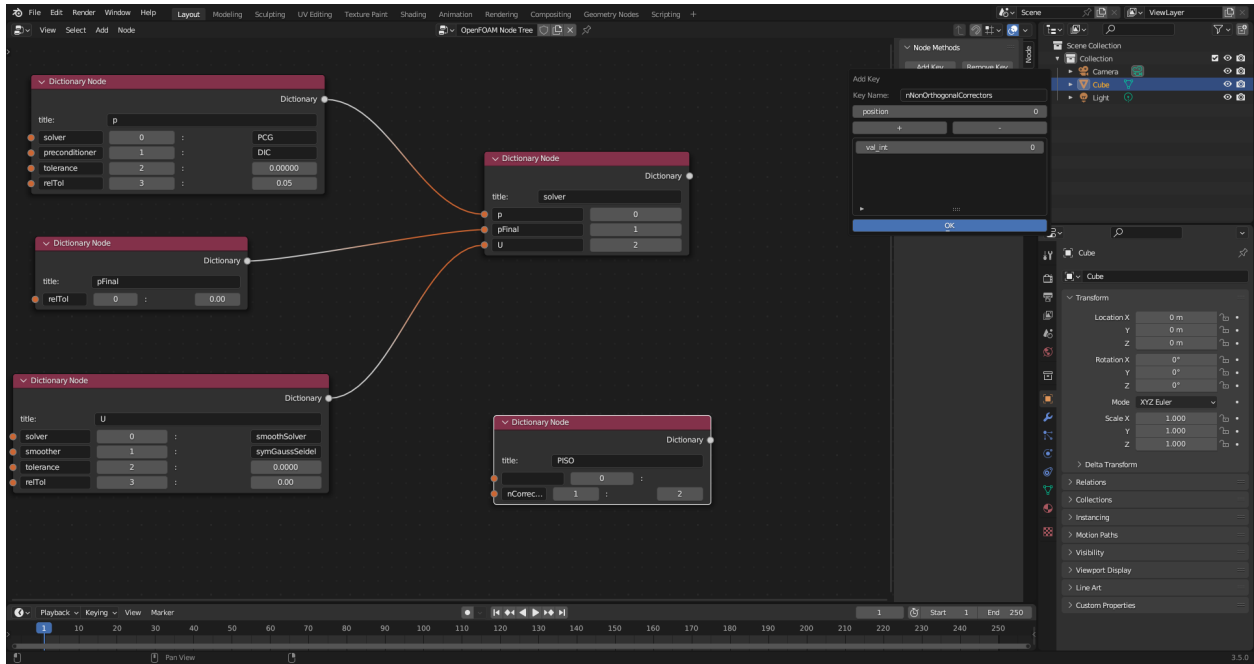 File Edit Render Window Help Layout Modeling Sculpting UV Editing Texture Paint Shading Animation Rendering Compositing Geometry Nodes Scripting + Scene ViewLayer
View Select Add Node OpenFOAM Node Tree
Node Methods
Node
Add Key Remove Key
Add Key
Key Name: nNonOrthogonalCorrectors
position 0
+ -
val_int 0
OK
Dictionary Node
Dictionary
title: p
solver 0 : PCG
preconditioner 1 : DIC
tolerance 2 : 0.00000
relTol 3 : 0.05
Dictionary Node
Dictionary
title: solver
p 0
pFinal 1
U 2
Dictionary Node
Dictionary
title: pFinal
relTol 0 : 0.00
Dictionary Node
Dictionary
title: U
solver 0 : smoothSolver
smoother 1 : symGaussSeidel
tolerance 2 : 0.0000
relTol 3 : 0.00
Dictionary Node
Dictionary
title: PISO
0 :
nCorrec... 1 : 2
Scene Collection
Collection
Camera
Cube
Light
Cube
Cube
Transform
Location X 0 m
Y 0 m
Z 0 m
Rotation X 0°
Y 0°
Z 0°
Mode XYZ Euler
Scale X 1.000
Y 1.000
Z 1.000
Delta Transform
Relations
Collections
Instancing
Motion Paths
Visibility
Viewport Display
Line Art
Custom Properties
Playback Keying View Marker 1 Start 1 End 250
1 10 20 30 40 50 60 70 80 90 100 110 120 130 140 150 160 170 180 190 200 210 220 230 240 250
Pan View 3.5.0